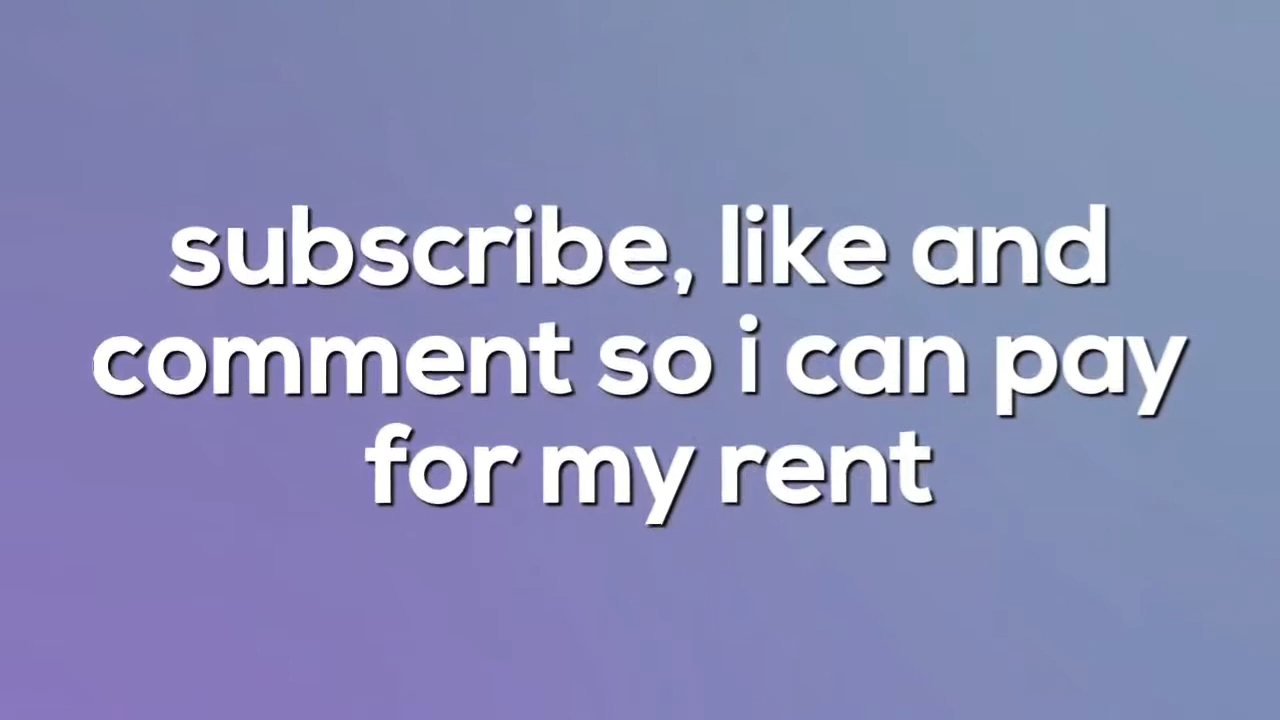 subscribe, like and
comment so i can pay
for my rent